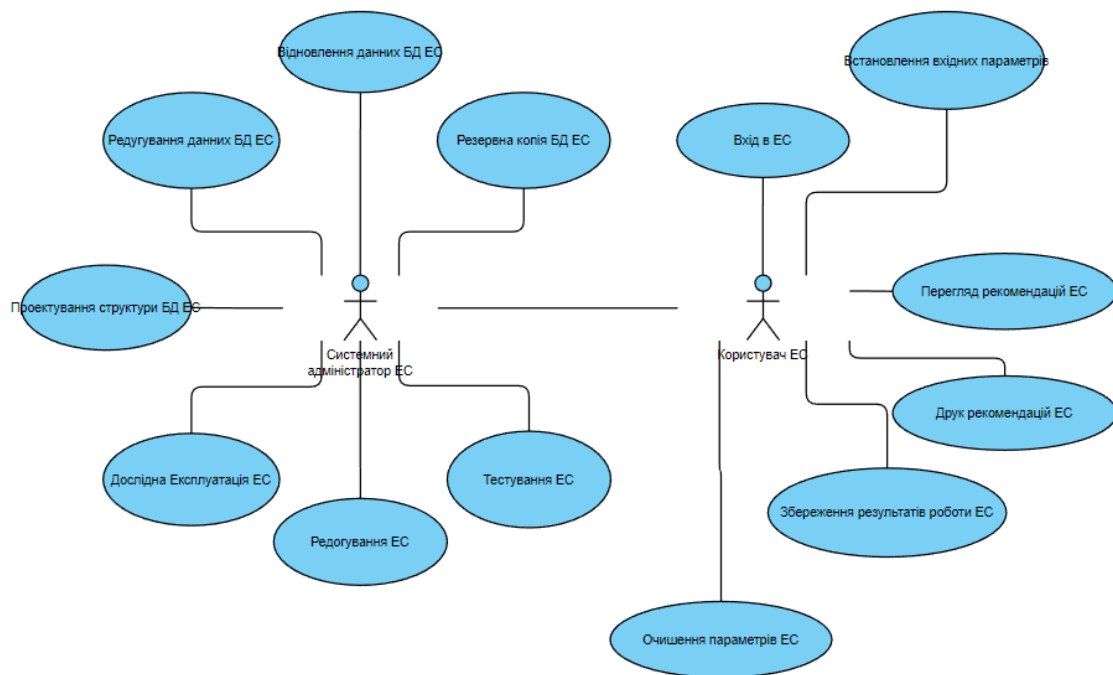 Відновлення данних БД ЕС
Встановлення вхідних параметрів
Редугування данних БД ЕС
Резервна копія БД ЕС
Вхід в ЕС
Перегляд рекомендацій ЕС
Проектування структури БД ЕС
Системний
адміністратор ЕС
Користувач ЕС
Друк рекомендацій ЕС
Дослідна Експлуатація ЕС
Тестування ЕС
Збереження результатів роботи ЕС
Редогування ЕС
Очишення параметрів ЕС